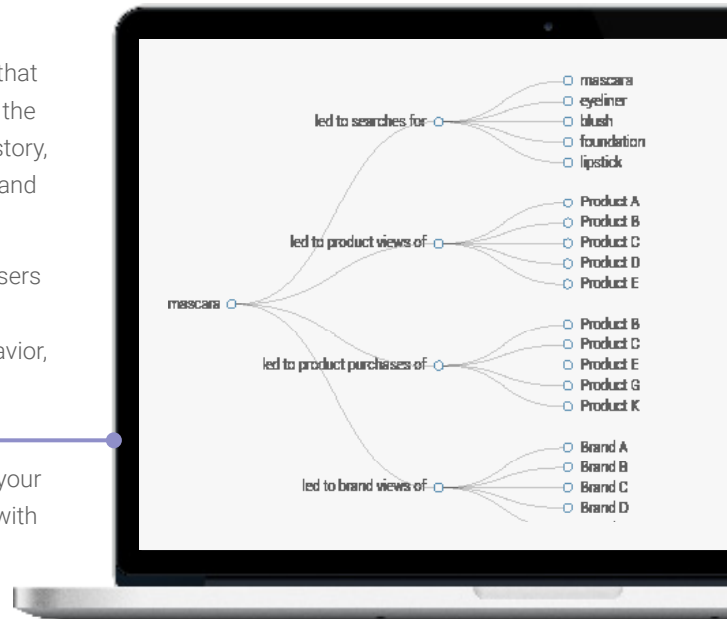 that
the
story,
and
sers
avior,
your
with
mascara
led to searches for
mascara
eyeliner
blush
foundation
lipstick
led to product views of
Product A
Product B
Product C
Product D
Product E
led to product purchases of
Product B
Product C
Product E
Product G
Product K
led to brand views of
Brand A
Brand B
Brand C
Brand D